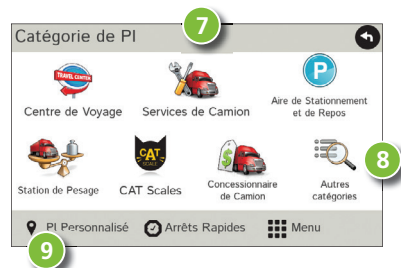 7
Catégorie de PI
TRAVEL CENTER
P
Centre de Voyage
Services de Camion
Aire de Stationnement
et de Repos
CAT
SCALE
$
8
Station de Pesage
CAT Scales
Concessionnaire
de Camion
Autres
catégories
PI Personnalisé
Arrêts Rapides
Menu
9